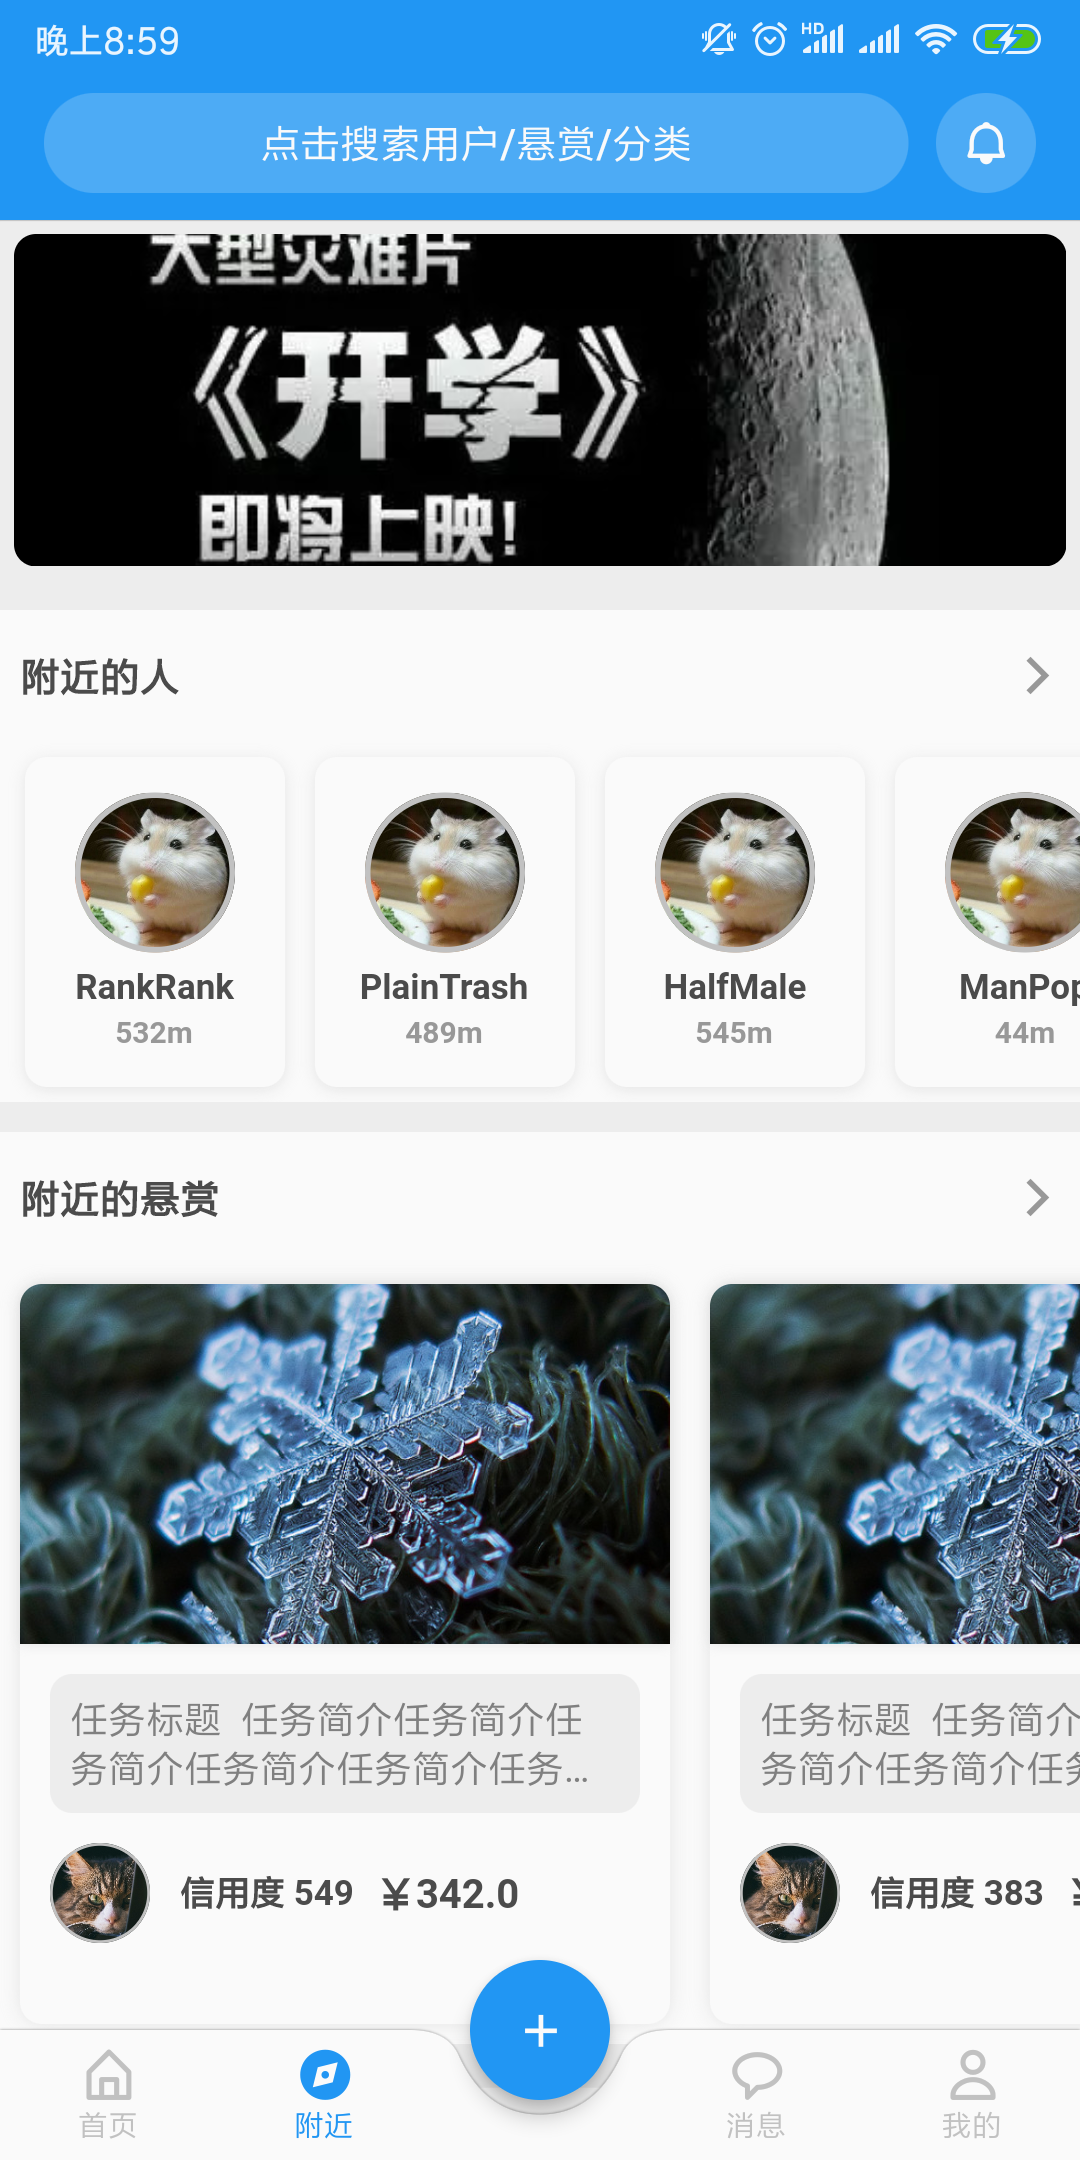 晚上8:59
HD
点击搜索用户/悬赏/分类
大型灾难片
《开学》
即将上映!
附近的人
RankRank
PlainTrash
HalfMale
ManPop
532m
489m
545m
44m
附近的悬赏
任务标题 任务简介任务简介任
务简介任务简介任务简介任务...
任务标题 任务简介
务简介任务简介任务
信用度 549 ￥342.0
信用度 383 ￥
首页
附近
消息
我的